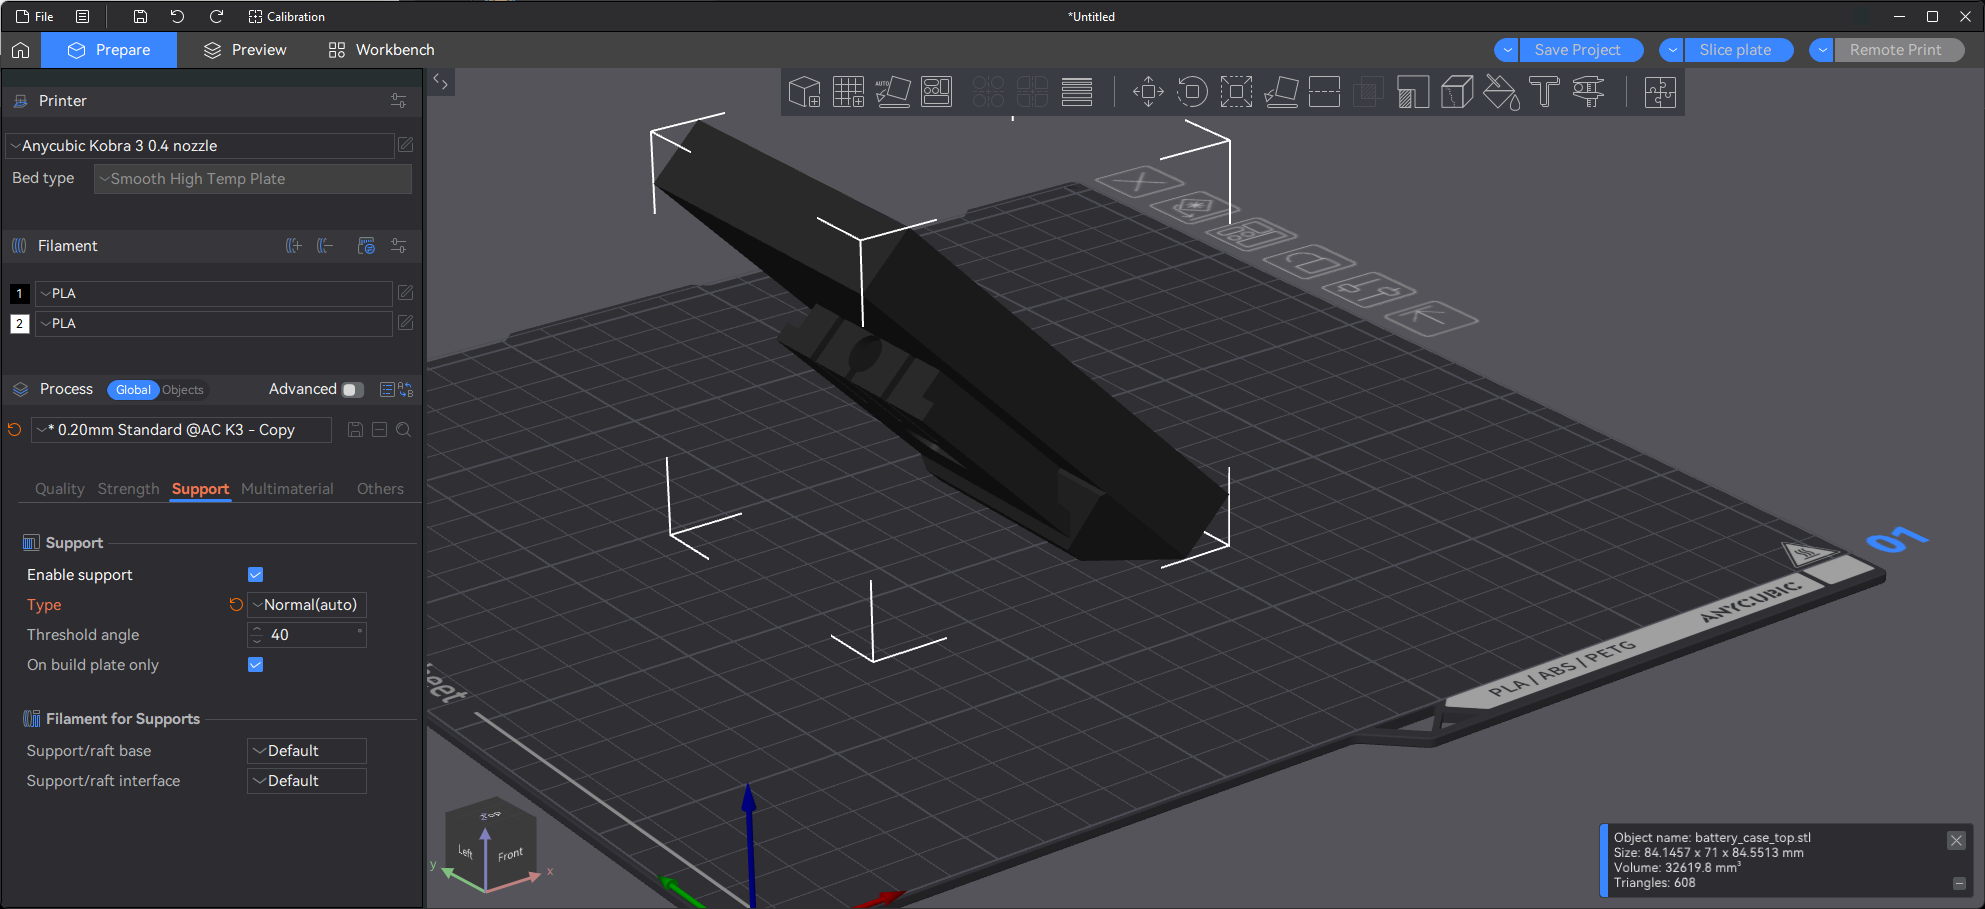 File
Calibration
*Untitled
Prepare
Preview
Workbench
Save Project
Slice plate
Remote Print
Printer
Anycubic Kobra 3 0.4 nozzle
Bed type
Smooth High Temp Plate
Filament
1 PLA
2 PLA
Process
Global
Objects
Advanced
* 0.20mm Standard @AC K3 - Copy
Quality
Strength
Support
Multimaterial
Others
Support
Enable support
Type
Normal(auto)
Threshold angle
40 °
On build plate only
Filament for Supports
Support/raft base
Default
Support/raft interface
Default
AUTO
01
ANYCUBIC
PLA / ABS / PETG
Left
Front
y
x
Object name: battery_case_top.stl
Size: 84.1457 x 71 x 84.5513 mm
Volume: 32619.8 mm³
Triangles: 608